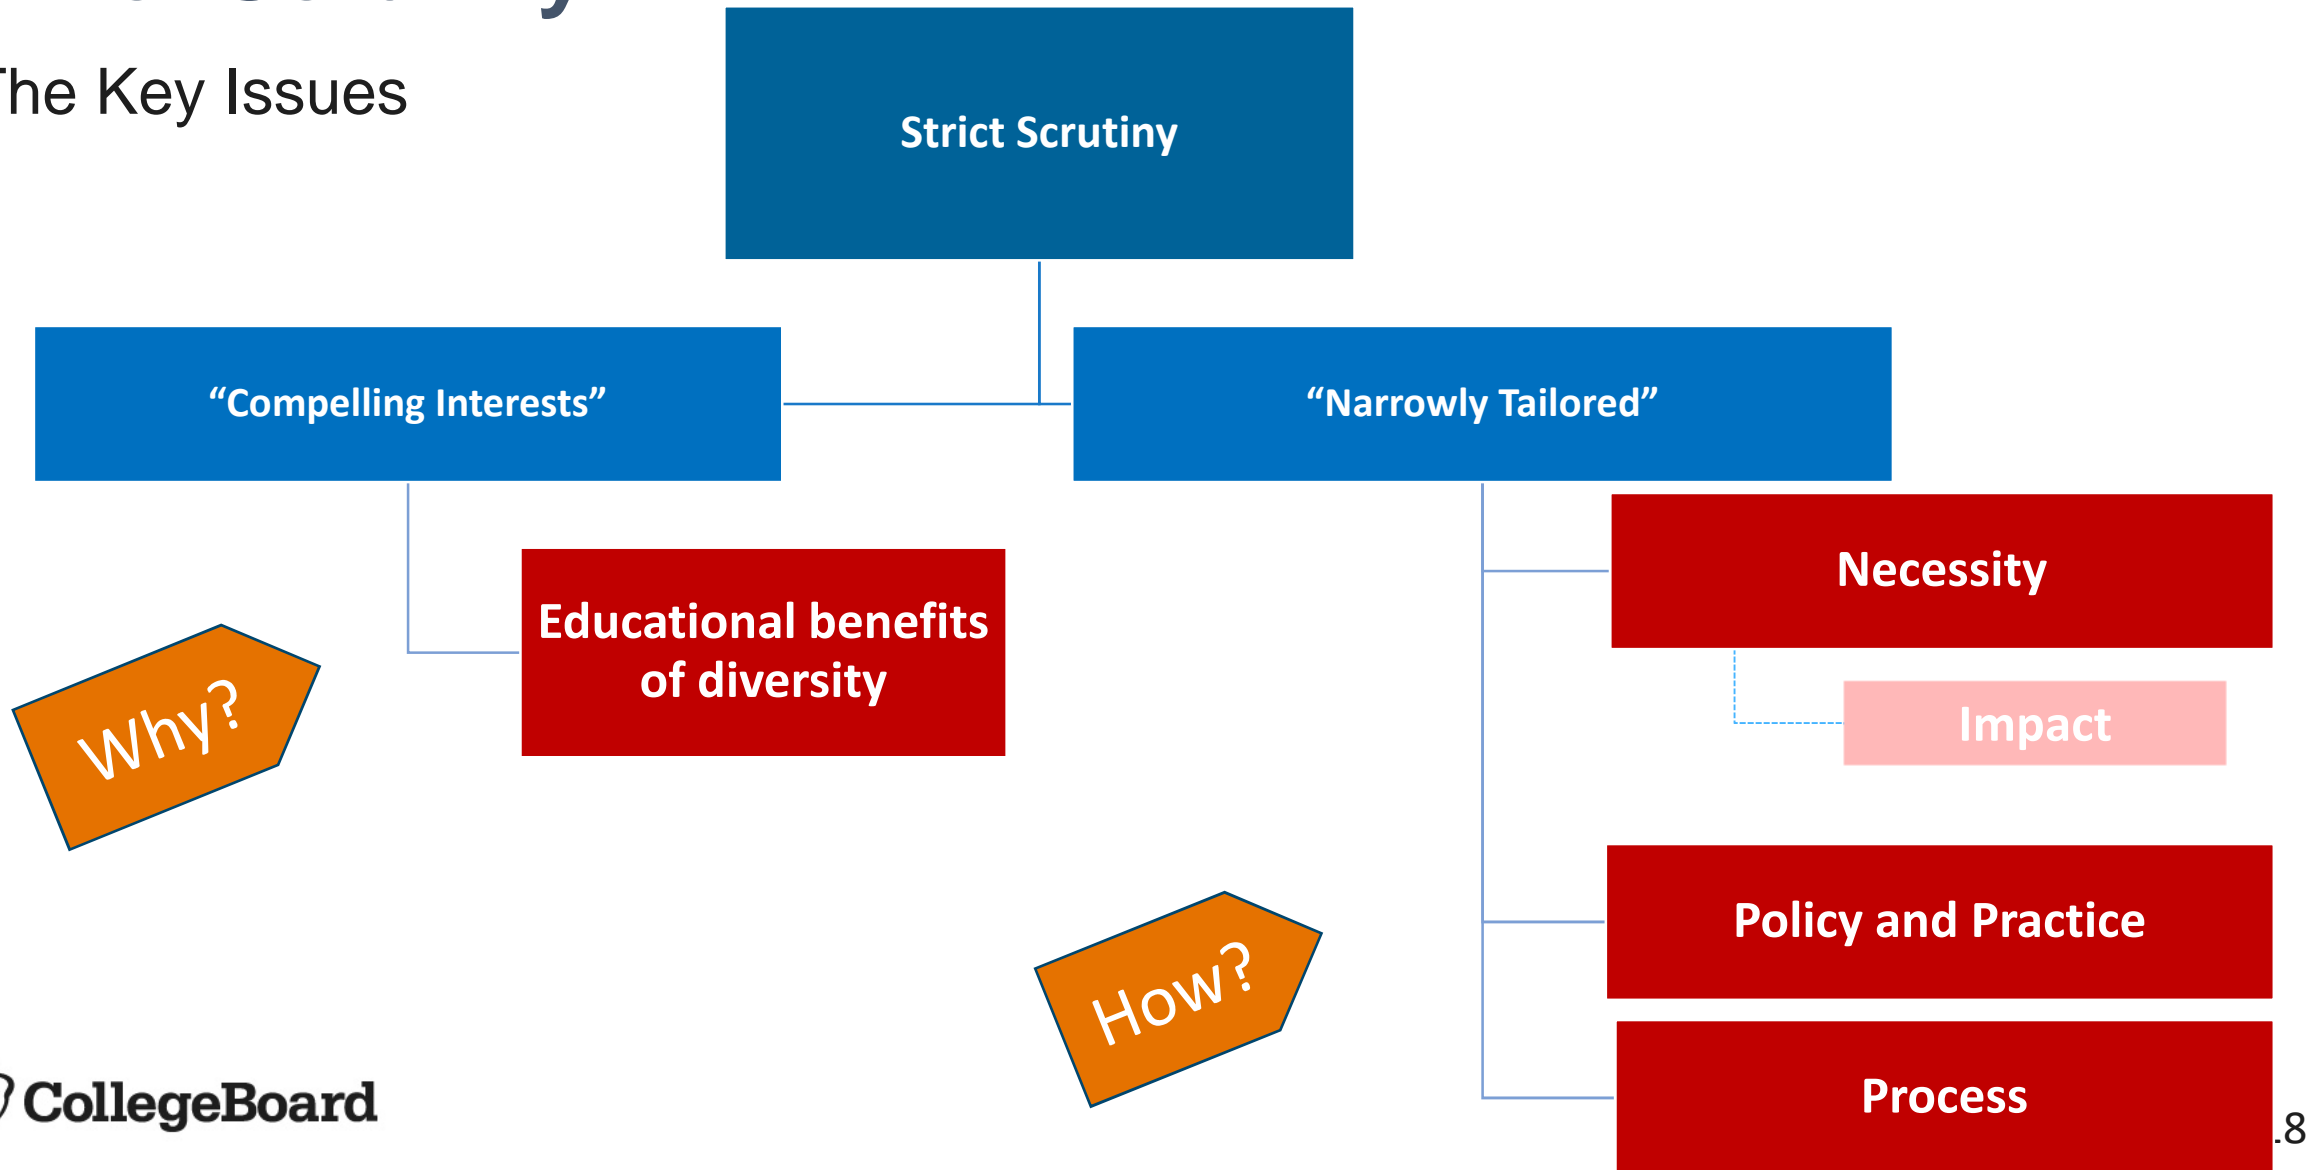 The Key Issues
Strict Scrutiny
“Compelling Interests”
“Narrowly Tailored”
Educational benefits
of diversity
Necessity
Impact
Why?
Policy and Practice
How?
Process
CollegeBoard
8